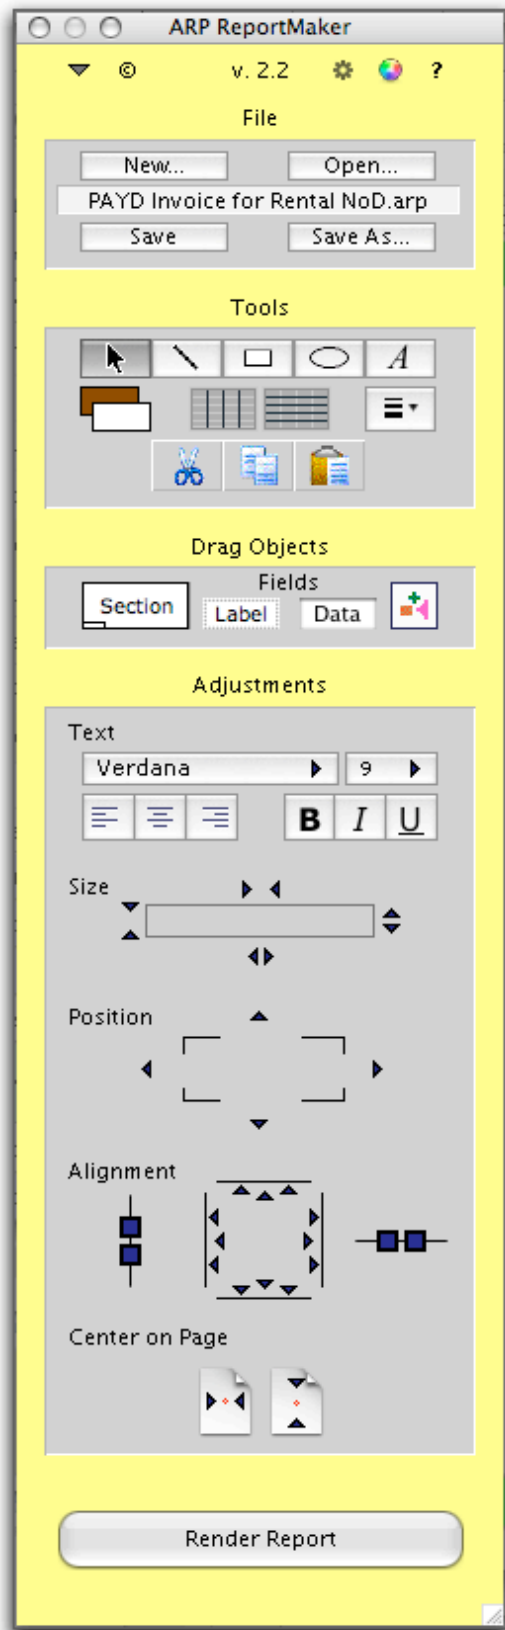 ARP ReportMaker
© v. 2.2 ?
File
New... Open...
PAYD Invoice for Rental NoD.arp
Save Save As...
Tools
A
Drag Objects
Fields
Section Label Data
Adjustments
Text
Verdana 9
B I U
Size
Position
Alignment
Center on Page
Render Report